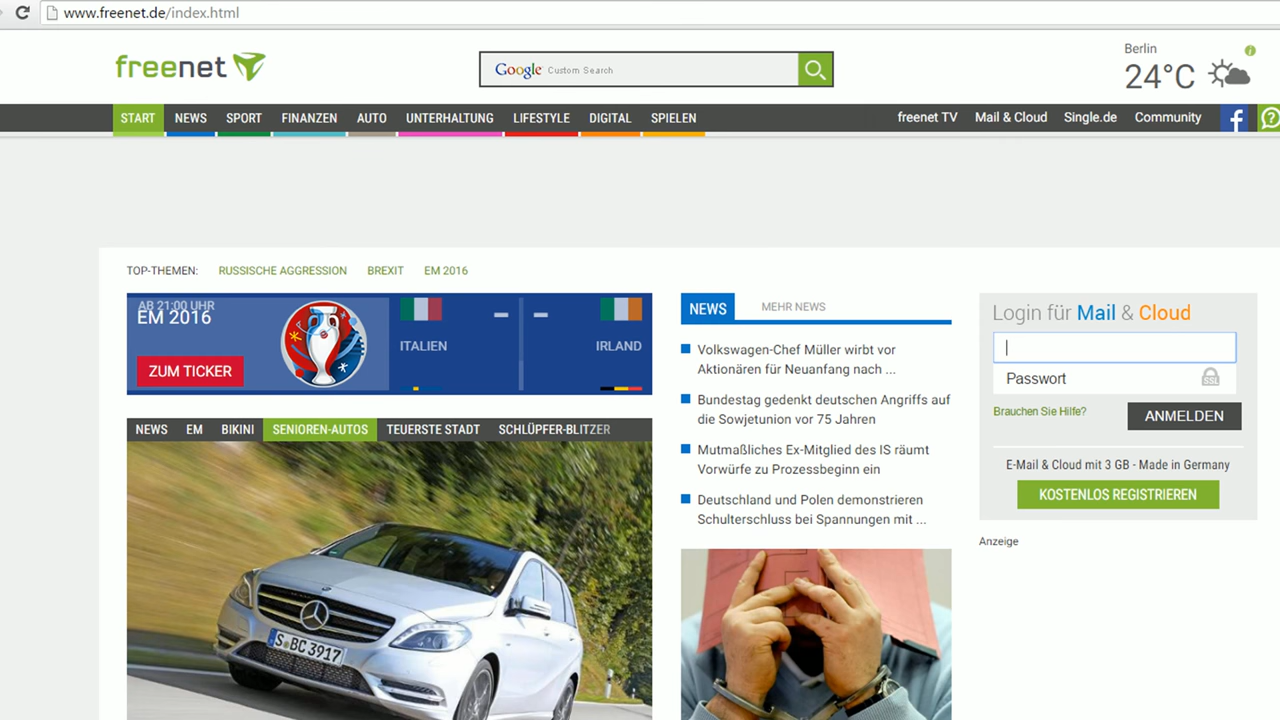 www.freenet.de/index.html
freenet
Google Custom Search
Berlin
24°C
START NEWS SPORT FINANZEN AUTO UNTERHALTUNG LIFESTYLE DIGITAL SPIELEN freenet TV Mail & Cloud Single.de Community
TOP-THEMEN: RUSSISCHE AGGRESSION BREXIT EM 2016
AB 21:00 UHR
EM 2016
ZUM TICKER
ITALIEN
IRLAND
NEWS EM BIKINI SENIOREN-AUTOS TEUERSTE STADT SCHLÜPFER-BLITZER
S BC 3917
NEWS MEHR NEWS
Volkswagen-Chef Müller wirbt vor
Aktionären für Neuanfang nach ...
Bundestag gedenkt deutschen Angriffs auf
die Sowjetunion vor 75 Jahren
Mutmaßliches Ex-Mitglied des IS räumt
Vorwürfe zu Prozessbeginn ein
Deutschland und Polen demonstrieren
Schulterschluss bei Spannungen mit ...
Login für Mail & Cloud
Passwort SSL
Brauchen Sie Hilfe?
ANMELDEN
E-Mail & Cloud mit 3 GB - Made in Germany
KOSTENLOS REGISTRIEREN
Anzeige